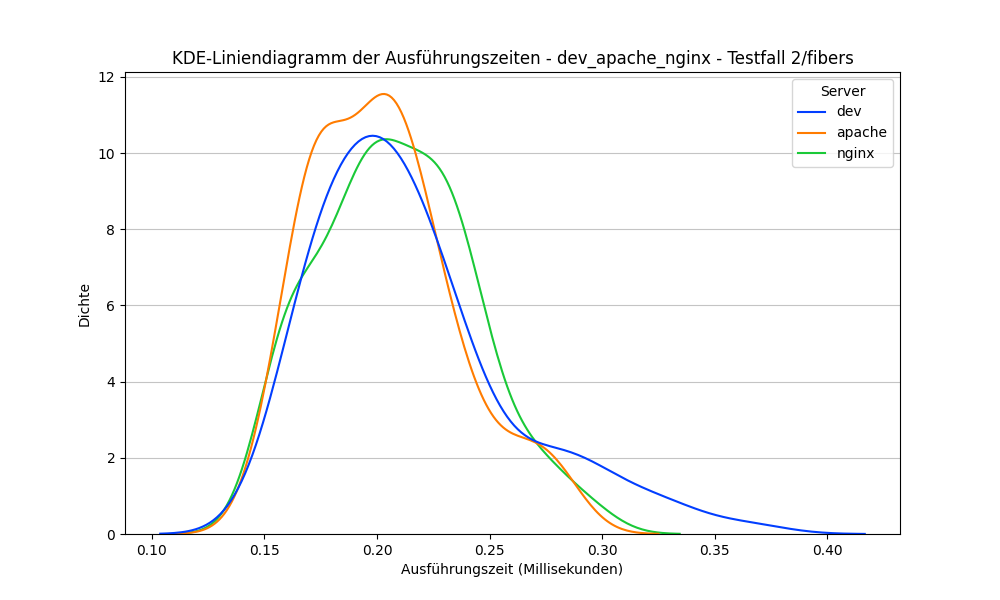 KDE-Liniendiagramm der Ausführungszeiten - dev_apache_nginx - Testfall 2/fibers
Server
dev
apache
nginx
12
10
8
6
4
2
0
Dichte
0.10
0.15
0.20
0.25
0.30
0.35
0.40
Ausführungszeit (Millisekunden)